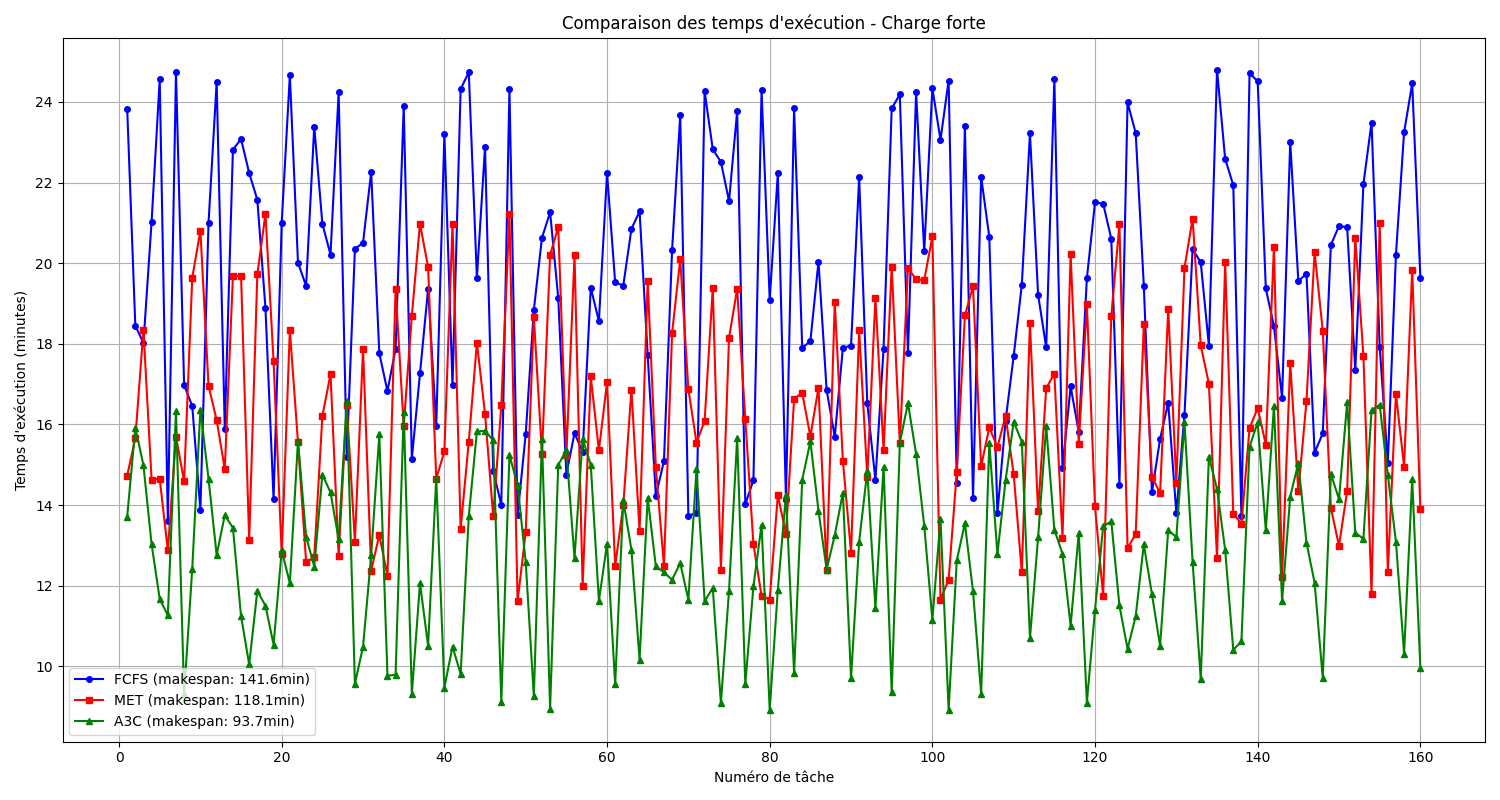 Comparaison des temps d'exécution - Charge forte
Temps d'exécution (minutes)
24
22
20
18
16
14
12
10
FCFS (makespan: 141.6min)
MET (makespan: 118.1min)
A3C (makespan: 93.7min)
0 20 40 60 80 100 120 140 160
Numéro de tâche